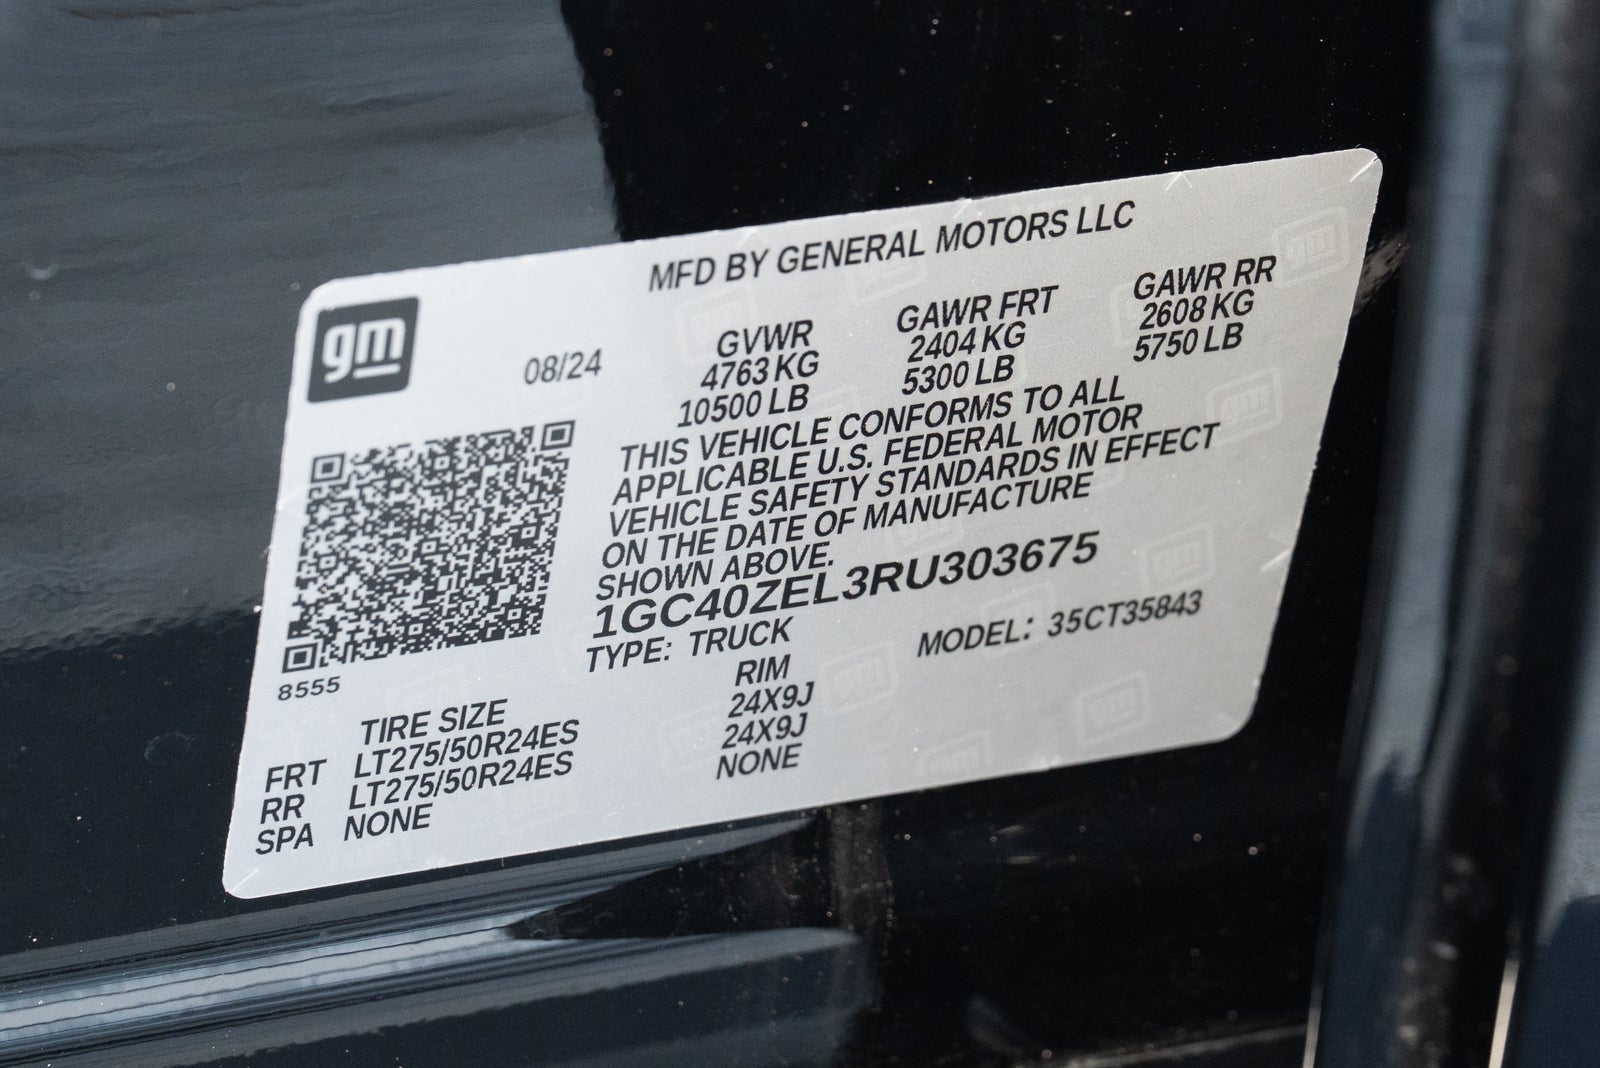 MFD BY GENERAL MOTORS LLC
gm
08/24
GVWR GAWR FRT GAWR RR
4763 KG 2404 KG 2608 KG
10500 LB 5300 LB 5750 LB
THIS VEHICLE CONFORMS TO ALL
APPLICABLE U.S. FEDERAL MOTOR
VEHICLE SAFETY STANDARDS IN EFFECT
ON THE DATE OF MANUFACTURE
SHOWN ABOVE.
1GC40ZEL3RU303675
TYPE: TRUCK MODEL: 35CT35843
8555
TIRE SIZE RIM
FRT LT275/50R24ES 24X9J
RR LT275/50R24ES 24X9J
SPA NONE NONE